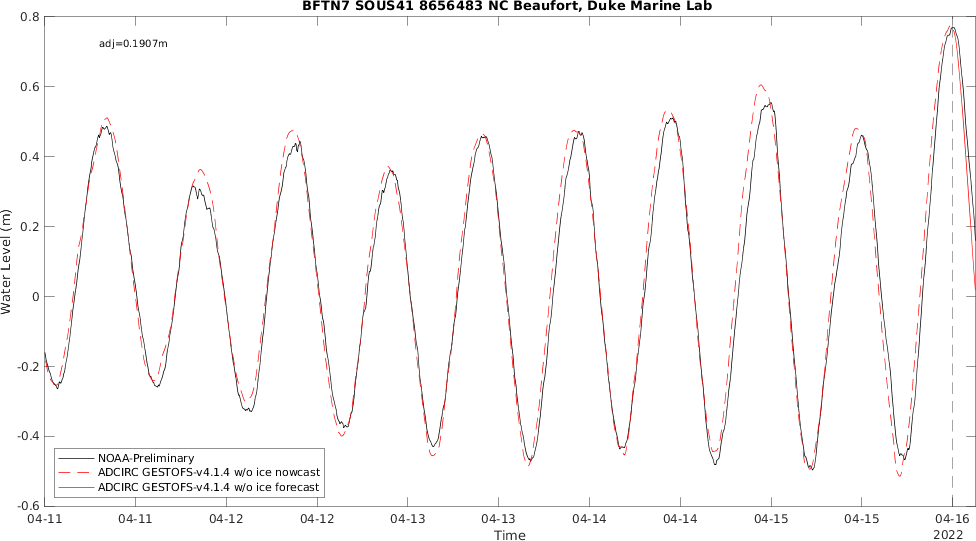 BFTN7 SOUS41 8656483 NC Beaufort, Duke Marine Lab
adj=0.1907m
0.8
0.6
0.4
0.2
0
-0.2
-0.4
-0.6
Water Level (m)
NOAA-Preliminary
ADCIRC GESTOFS-v4.1.4 w/o ice nowcast
ADCIRC GESTOFS-v4.1.4 w/o ice forecast
04-11 04-11 04-12 04-12 04-13 04-13 04-14 04-14 04-15 04-15 04-16
Time
2022